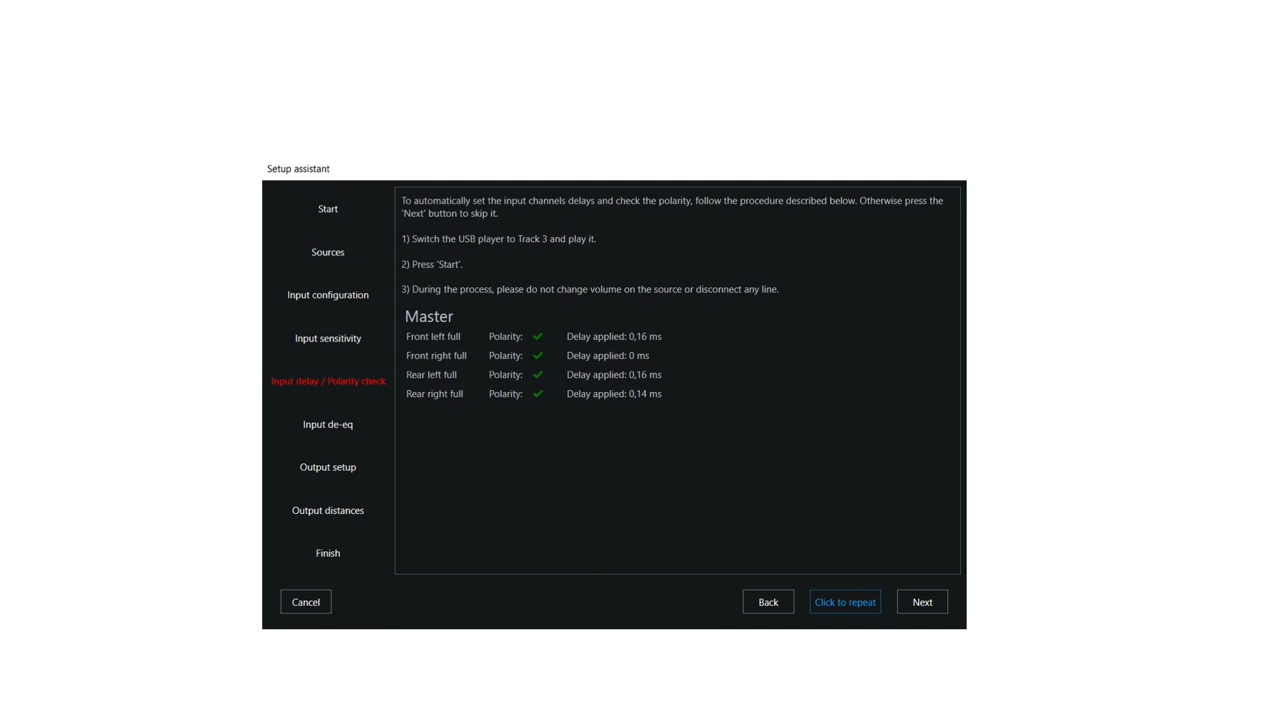 Setup assistant
Start
Sources
Input configuration
Input sensitivity
Input delay / Polarity check
Input de-eq
Output setup
Output distances
Finish
To automatically set the input channels delays and check the polarity, follow the procedure described below. Otherwise press the
'Next' button to skip it.
1) Switch the USB player to Track 3 and play it.
2) Press 'Start'.
3) During the process, please do not change volume on the source or disconnect any line.
Master
Front left full Polarity: ✓ Delay applied: 0,16 ms
Front right full Polarity: ✓ Delay applied: 0 ms
Rear left full Polarity: ✓ Delay applied: 0,16 ms
Rear right full Polarity: ✓ Delay applied: 0,14 ms
Cancel Back Click to repeat Next